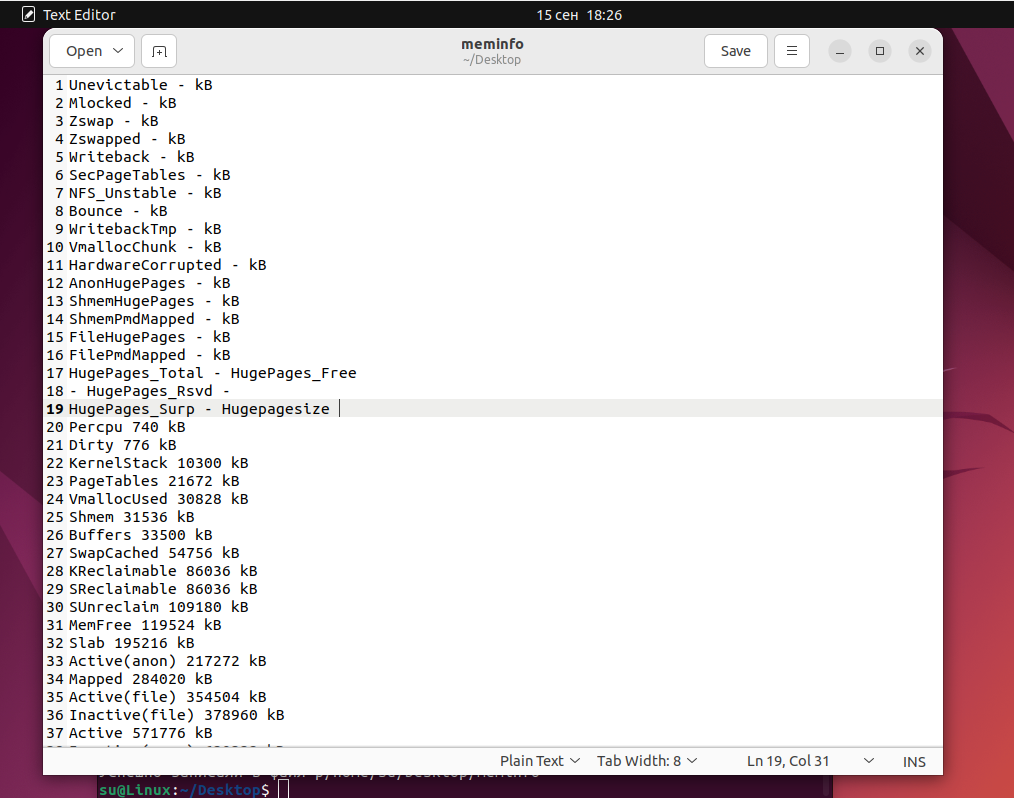 Text Editor
15 сен 18:26
Open
meminfo
~/Desktop
Save
1 Unevictable - kB
2 Mlocked - kB
3 Zswap - kB
4 Zswapped - kB
5 Writeback - kB
6 SecPageTables - kB
7 NFS_Unstable - kB
8 Bounce - kB
9 WritebackTmp - kB
10 VmallocChunk - kB
11 HardwareCorrupted - kB
12 AnonHugePages - kB
13 ShmemHugePages - kB
14 ShmemPmdMapped - kB
15 FileHugePages - kB
16 FilePmdMapped - kB
17 HugePages_Total - HugePages_Free
18 - HugePages_Rsvd -
19 HugePages_Surp - Hugepagesize
20 Percpu 740 kB
21 Dirty 776 kB
22 KernelStack 10300 kB
23 PageTables 21672 kB
24 VmallocUsed 30828 kB
25 Shmem 31536 kB
26 Buffers 33500 kB
27 SwapCached 54756 kB
28 KReclaimable 86036 kB
29 SReclaimable 86036 kB
30 SUnreclaim 109180 kB
31 MemFree 119524 kB
32 Slab 195216 kB
33 Active(anon) 217272 kB
34 Mapped 284020 kB
35 Active(file) 354504 kB
36 Inactive(file) 378960 kB
37 Active 571776 kB
Plain Text
Tab Width: 8
Ln 19, Col 31
INS
su@Linux:~/Desktop$